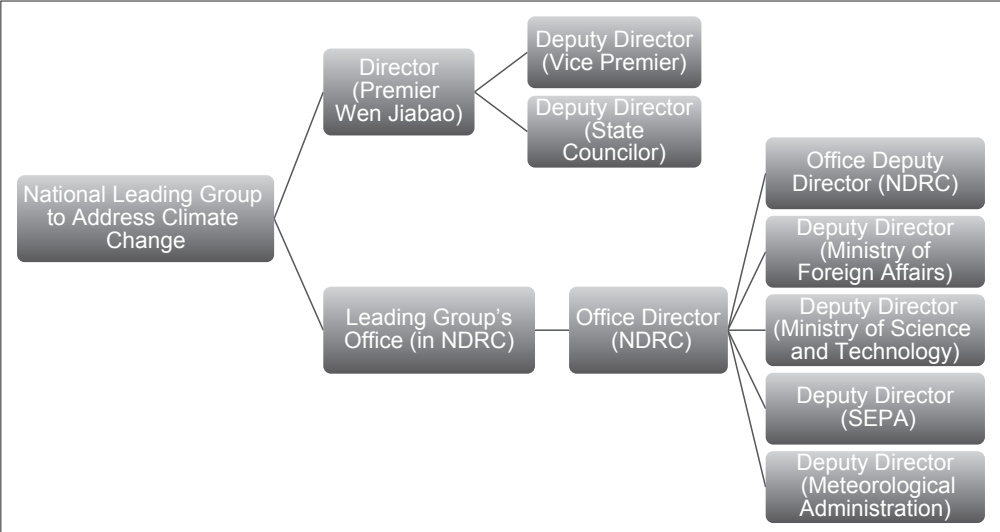 National Leading Group
to Address Climate
Change
Director
(Premier
Wen Jiabao)
Deputy Director
(Vice Premier)
Deputy Director
(State
Councilor)
Leading Group's
Office (in NDRC)
Office Director
(NDRC)
Office Deputy
Director (NDRC)
Deputy Director
(Ministry of
Foreign Affairs)
Deputy Director
(Ministry of Science
and Technology)
Deputy Director
(SEPA)
Deputy Director
(Meteorological
Administration)